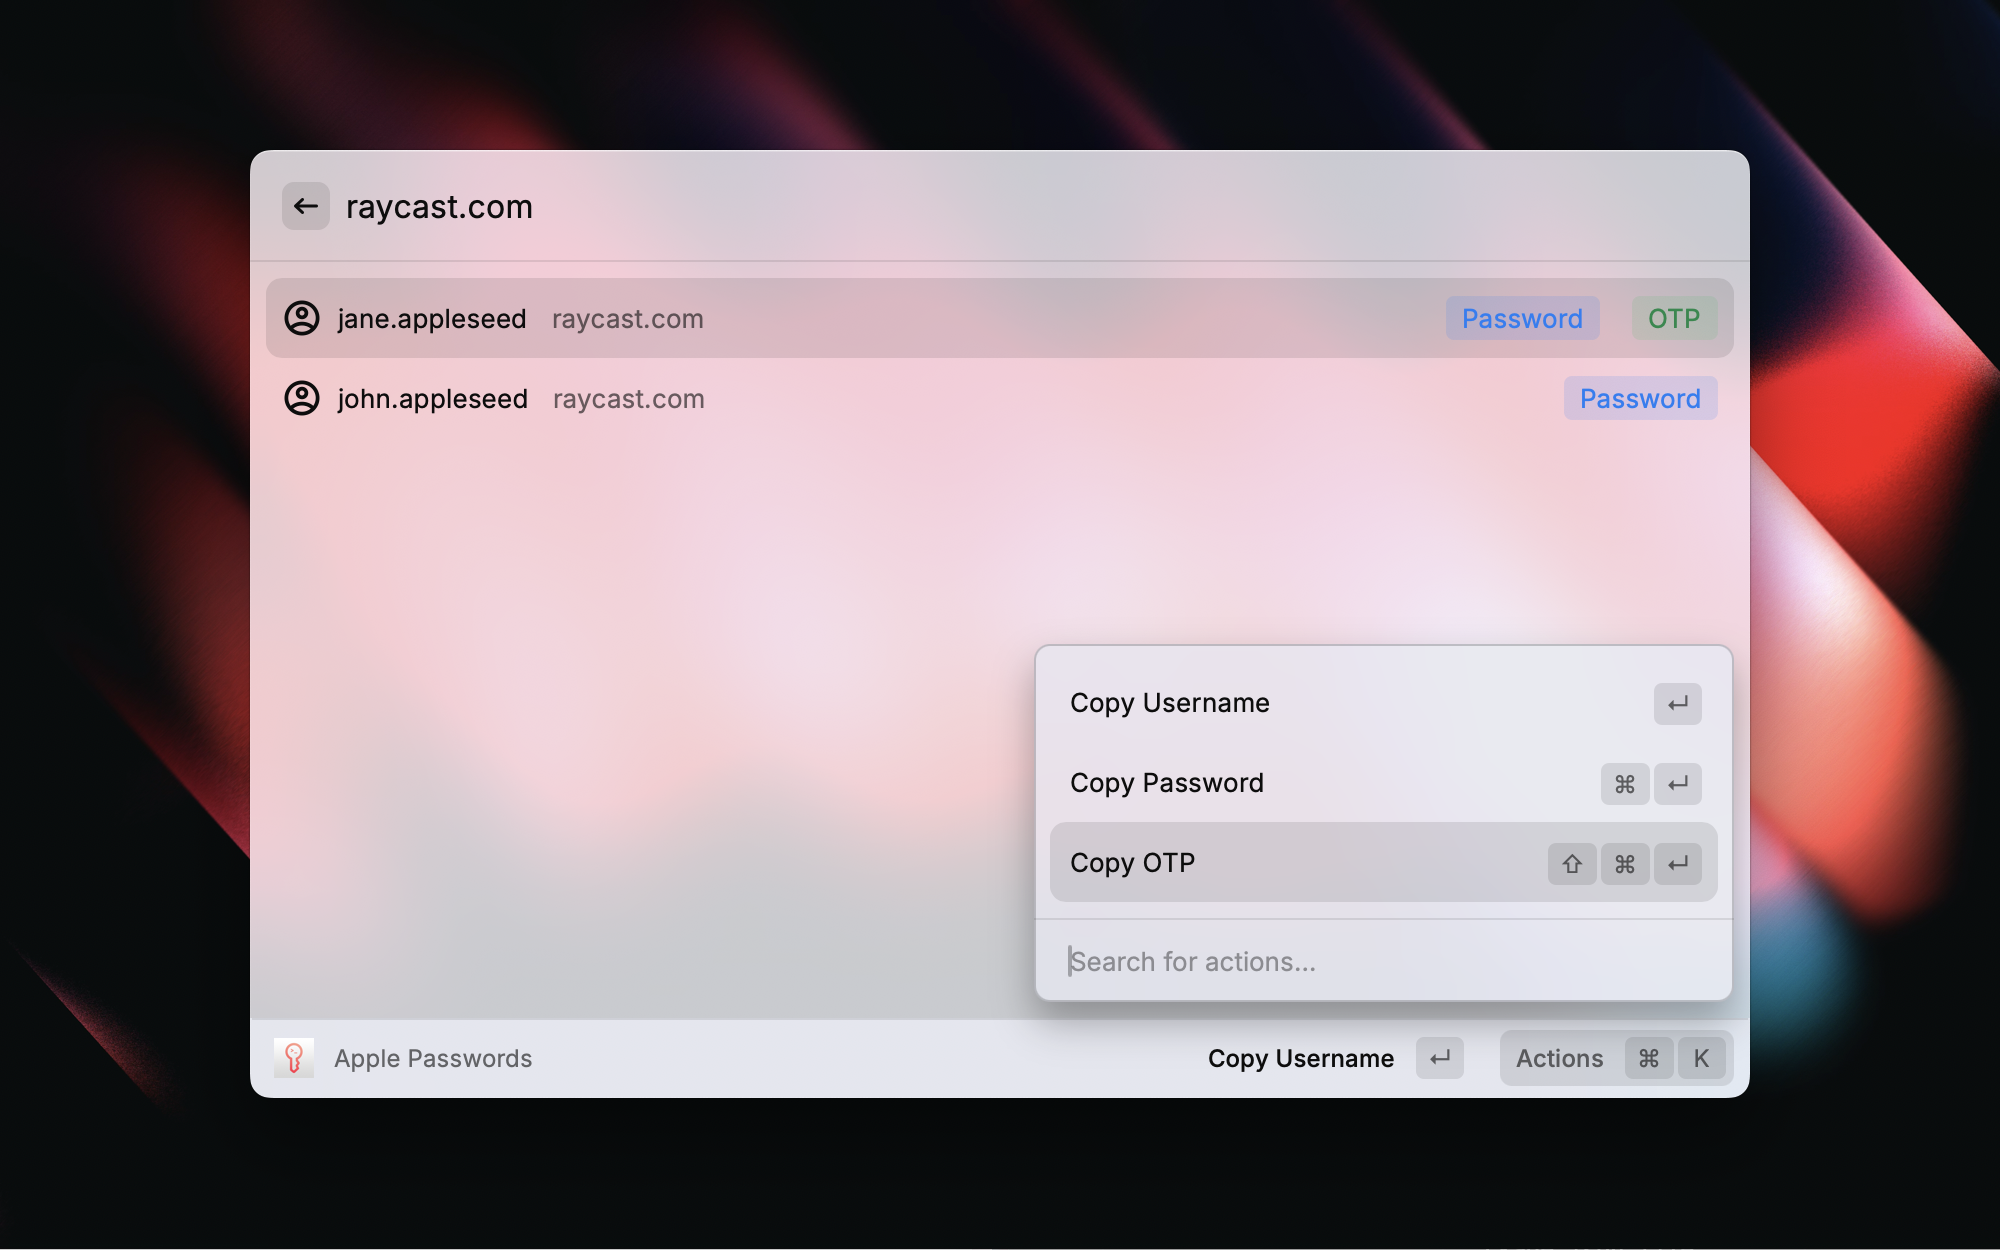 raycast.com
jane.appleseed raycast.com Password OTP
john.appleseed raycast.com Password
Copy Username ↵
Copy Password ⌘ ↵
Copy OTP ⇧ ⌘ ↵
Search for actions...
Apple Passwords Copy Username ↵ Actions ⌘ K